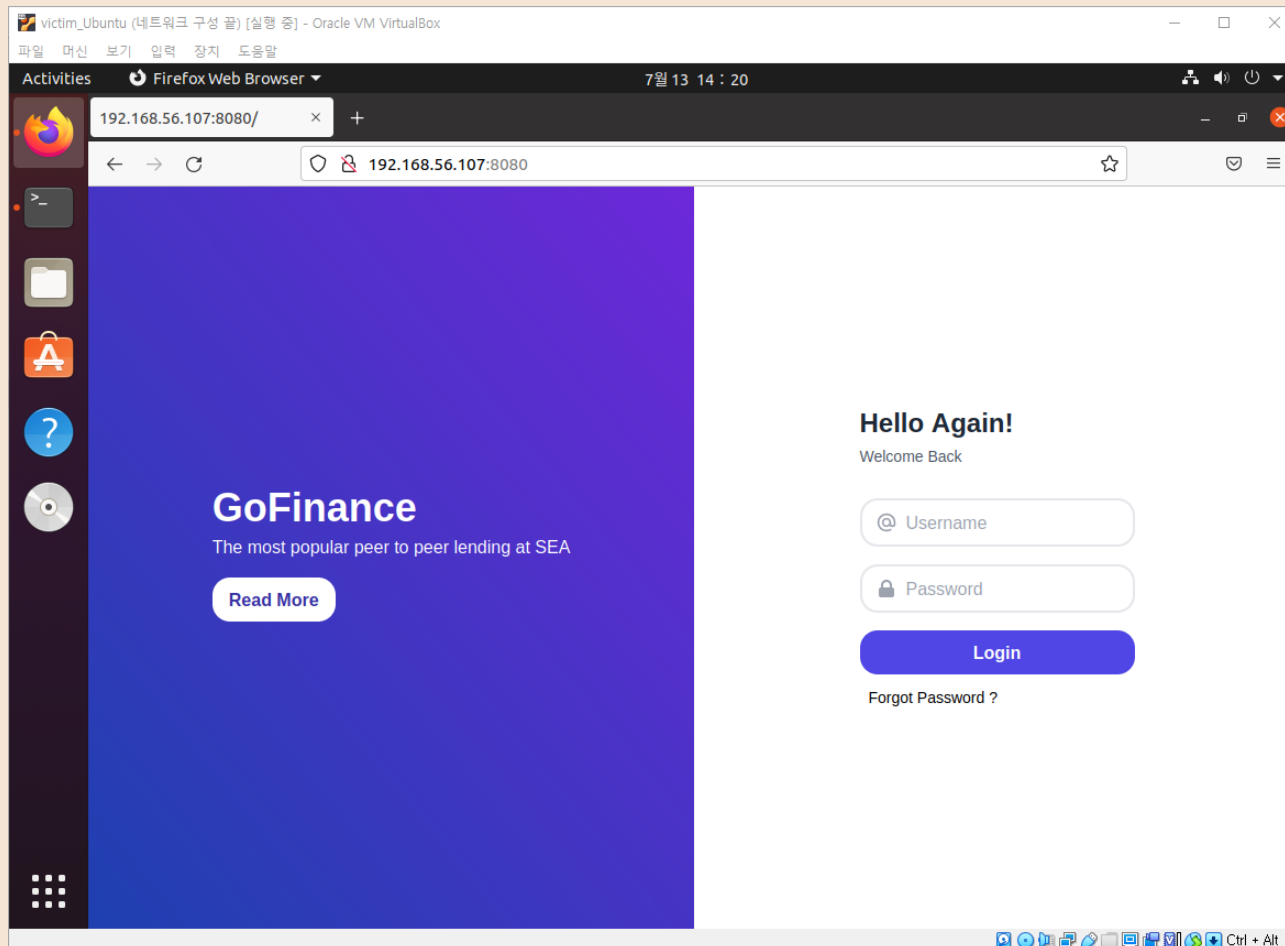 victim_Ubuntu (네트워크 구성 끝) [실행 중] - Oracle VM VirtualBox
파일 머신 보기 입력 장치 도움말
Activities Firefox Web Browser 7월 13 14 : 20
192.168.56.107:8080/
192.168.56.107:8080
Hello Again!
Welcome Back
GoFinance
The most popular peer to peer lending at SEA
Read More
Username
Password
Login
Forgot Password ?
Ctrl + Alt